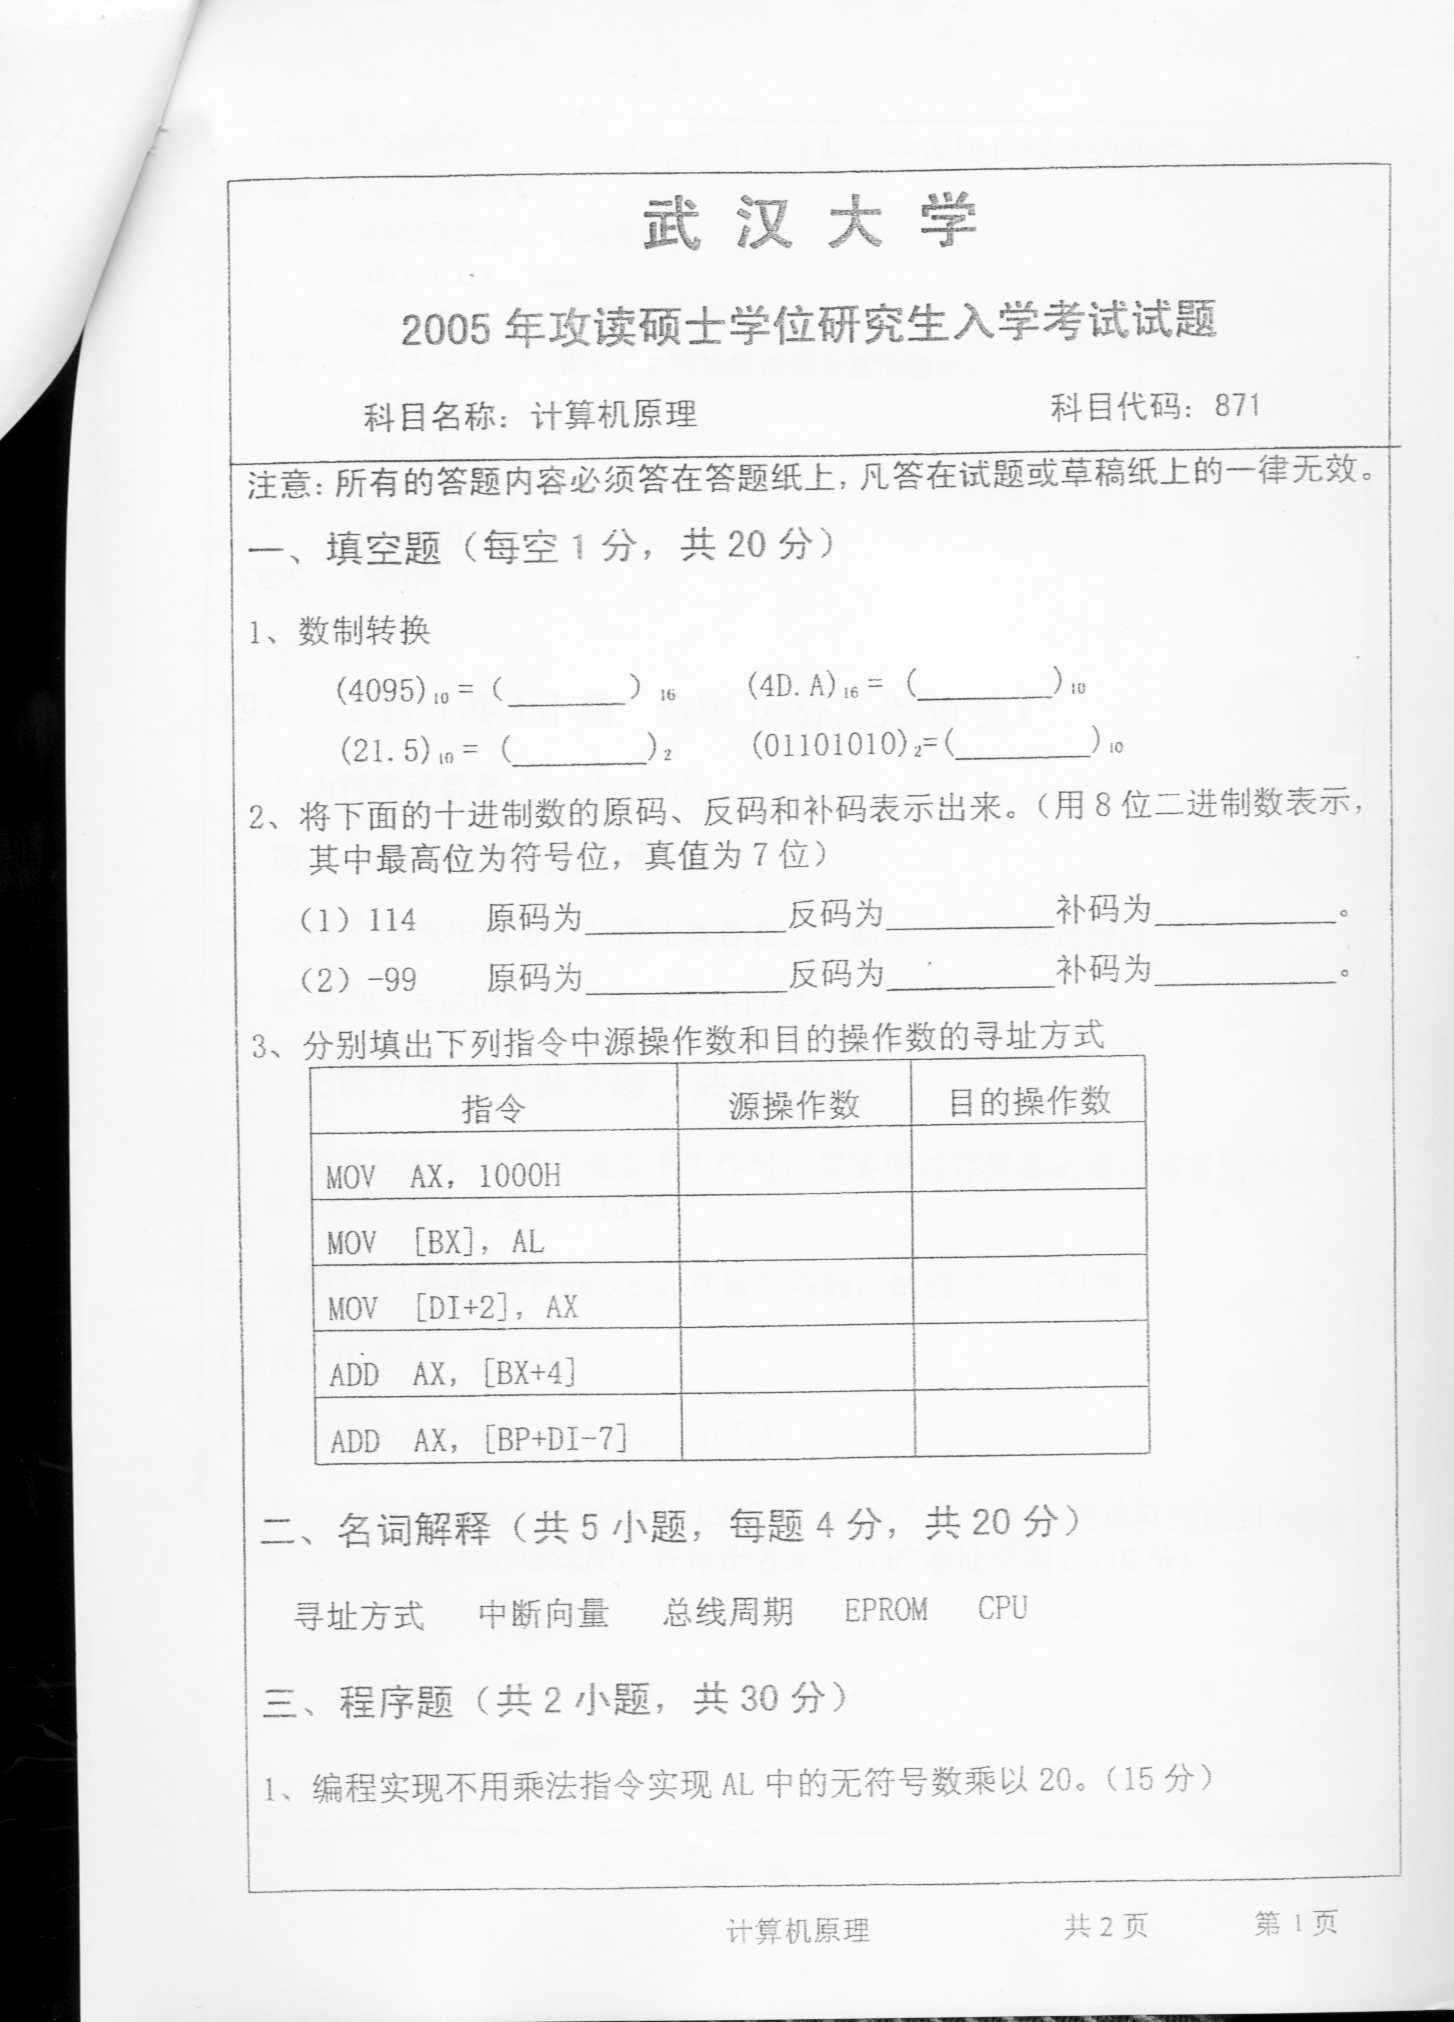 武汉大学
2005年攻读硕士学位研究生入学考试试题
科目名称：计算机原理 科目代码：871
注意：所有的答题内容必须答在答题纸上，凡答在试题或草稿纸上的一律无效。
一、填空题（每空1分，共20分）
1、数制转换
(4095)₁₀ = (________)₁₆ (4D.A)₁₆ = (________)₁₀
(21.5)₁₀ = (________)₂ (01101010)₂=(________)₁₀
2、将下面的十进制数的原码、反码和补码表示出来。（用8位二进制数表示，
其中最高位为符号位，真值为7位）
（1）114 原码为____________反码为__________补码为___________。
（2）-99 原码为____________反码为__________补码为___________。
3、分别填出下列指令中源操作数和目的操作数的寻址方式
指令 源操作数 目的操作数
MOV AX, 1000H
MOV [BX], AL
MOV [DI+2], AX
ADD AX, [BX+4]
ADD AX, [BP+DI-7]
二、名词解释（共5小题，每题4分，共20分）
寻址方式 中断向量 总线周期 EPROM CPU
三、程序题（共2小题，共30分）
1、编程实现不用乘法指令实现AL中的无符号数乘以20。（15分）
计算机原理 共2页 第1页